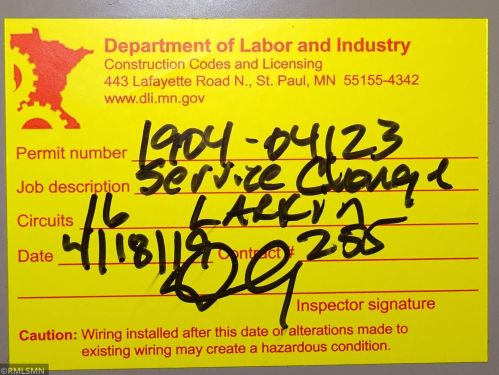 Department of Labor and Industry
Construction Codes and Licensing
443 Lafayette Road N., St. Paul, MN 55155-4342
www.dli.mn.gov
Permit number 1904-04123
Job description Service Change
Circuits 16 LARKIN
Date 4/18/19 Contract # 285
Inspector signature
Caution: Wiring installed after this date or alterations made to
existing wiring may create a hazardous condition.
©RMLSMN